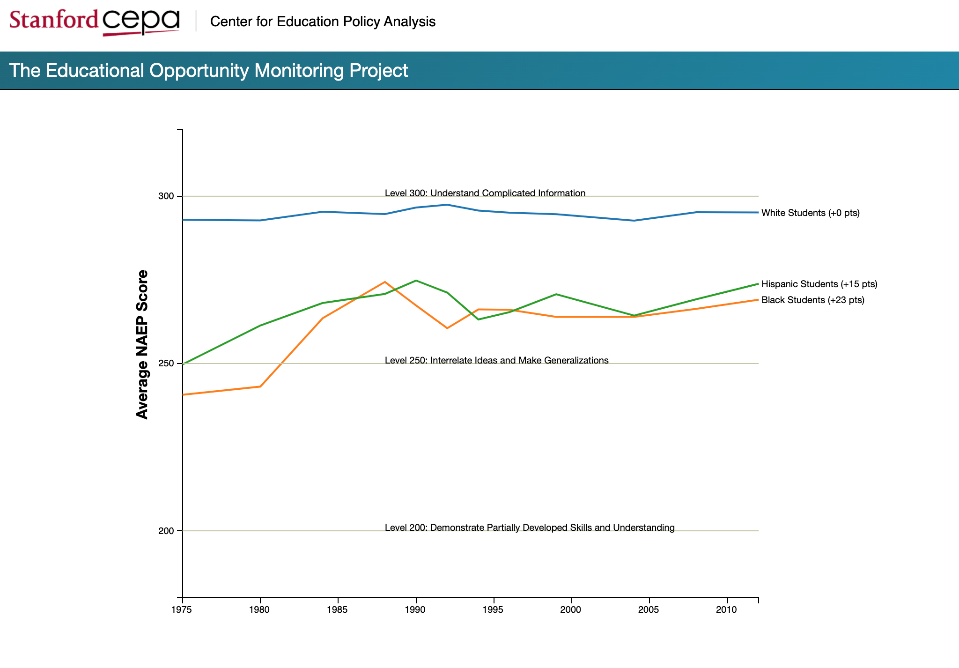 Stanford cepa Center for Education Policy Analysis
The Educational Opportunity Monitoring Project
Average NAEP Score
300
250
200
Level 300: Understand Complicated Information
White Students (+0 pts)
Hispanic Students (+15 pts)
Black Students (+23 pts)
Level 250: Interrelate Ideas and Make Generalizations
Level 200: Demonstrate Partially Developed Skills and Understanding
1975 1980 1985 1990 1995 2000 2005 2010